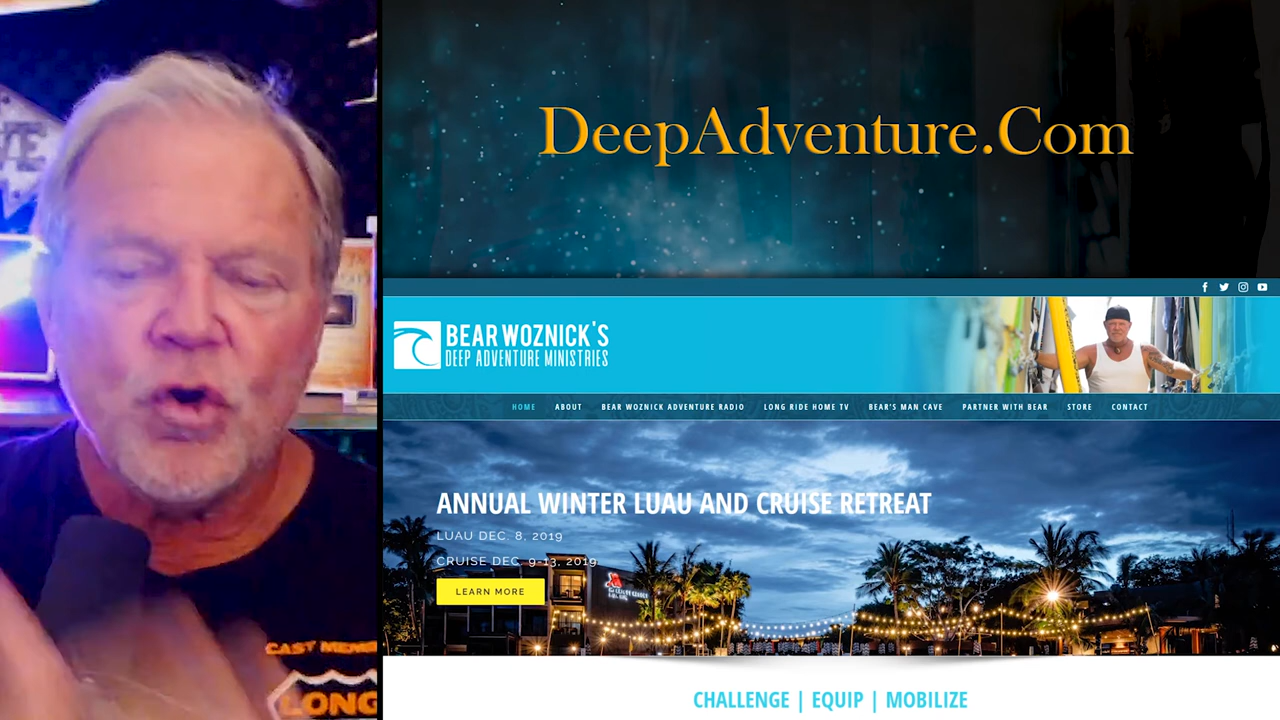 DeepAdventure.Com
BEAR WOZNICK'S
DEEP ADVENTURE MINISTRIES
HOME ABOUT BEAR WOZNICK ADVENTURE RADIO LONG RIDE HOME TV BEAR'S MAN CAVE PARTNER WITH BEAR STORE CONTACT
ANNUAL WINTER LUAU AND CRUISE RETREAT
LUAU DEC. 8, 2019
CRUISE DEC. 9-13, 2019
LEARN MORE
CHALLENGE | EQUIP | MOBILIZE
CAST
LONG